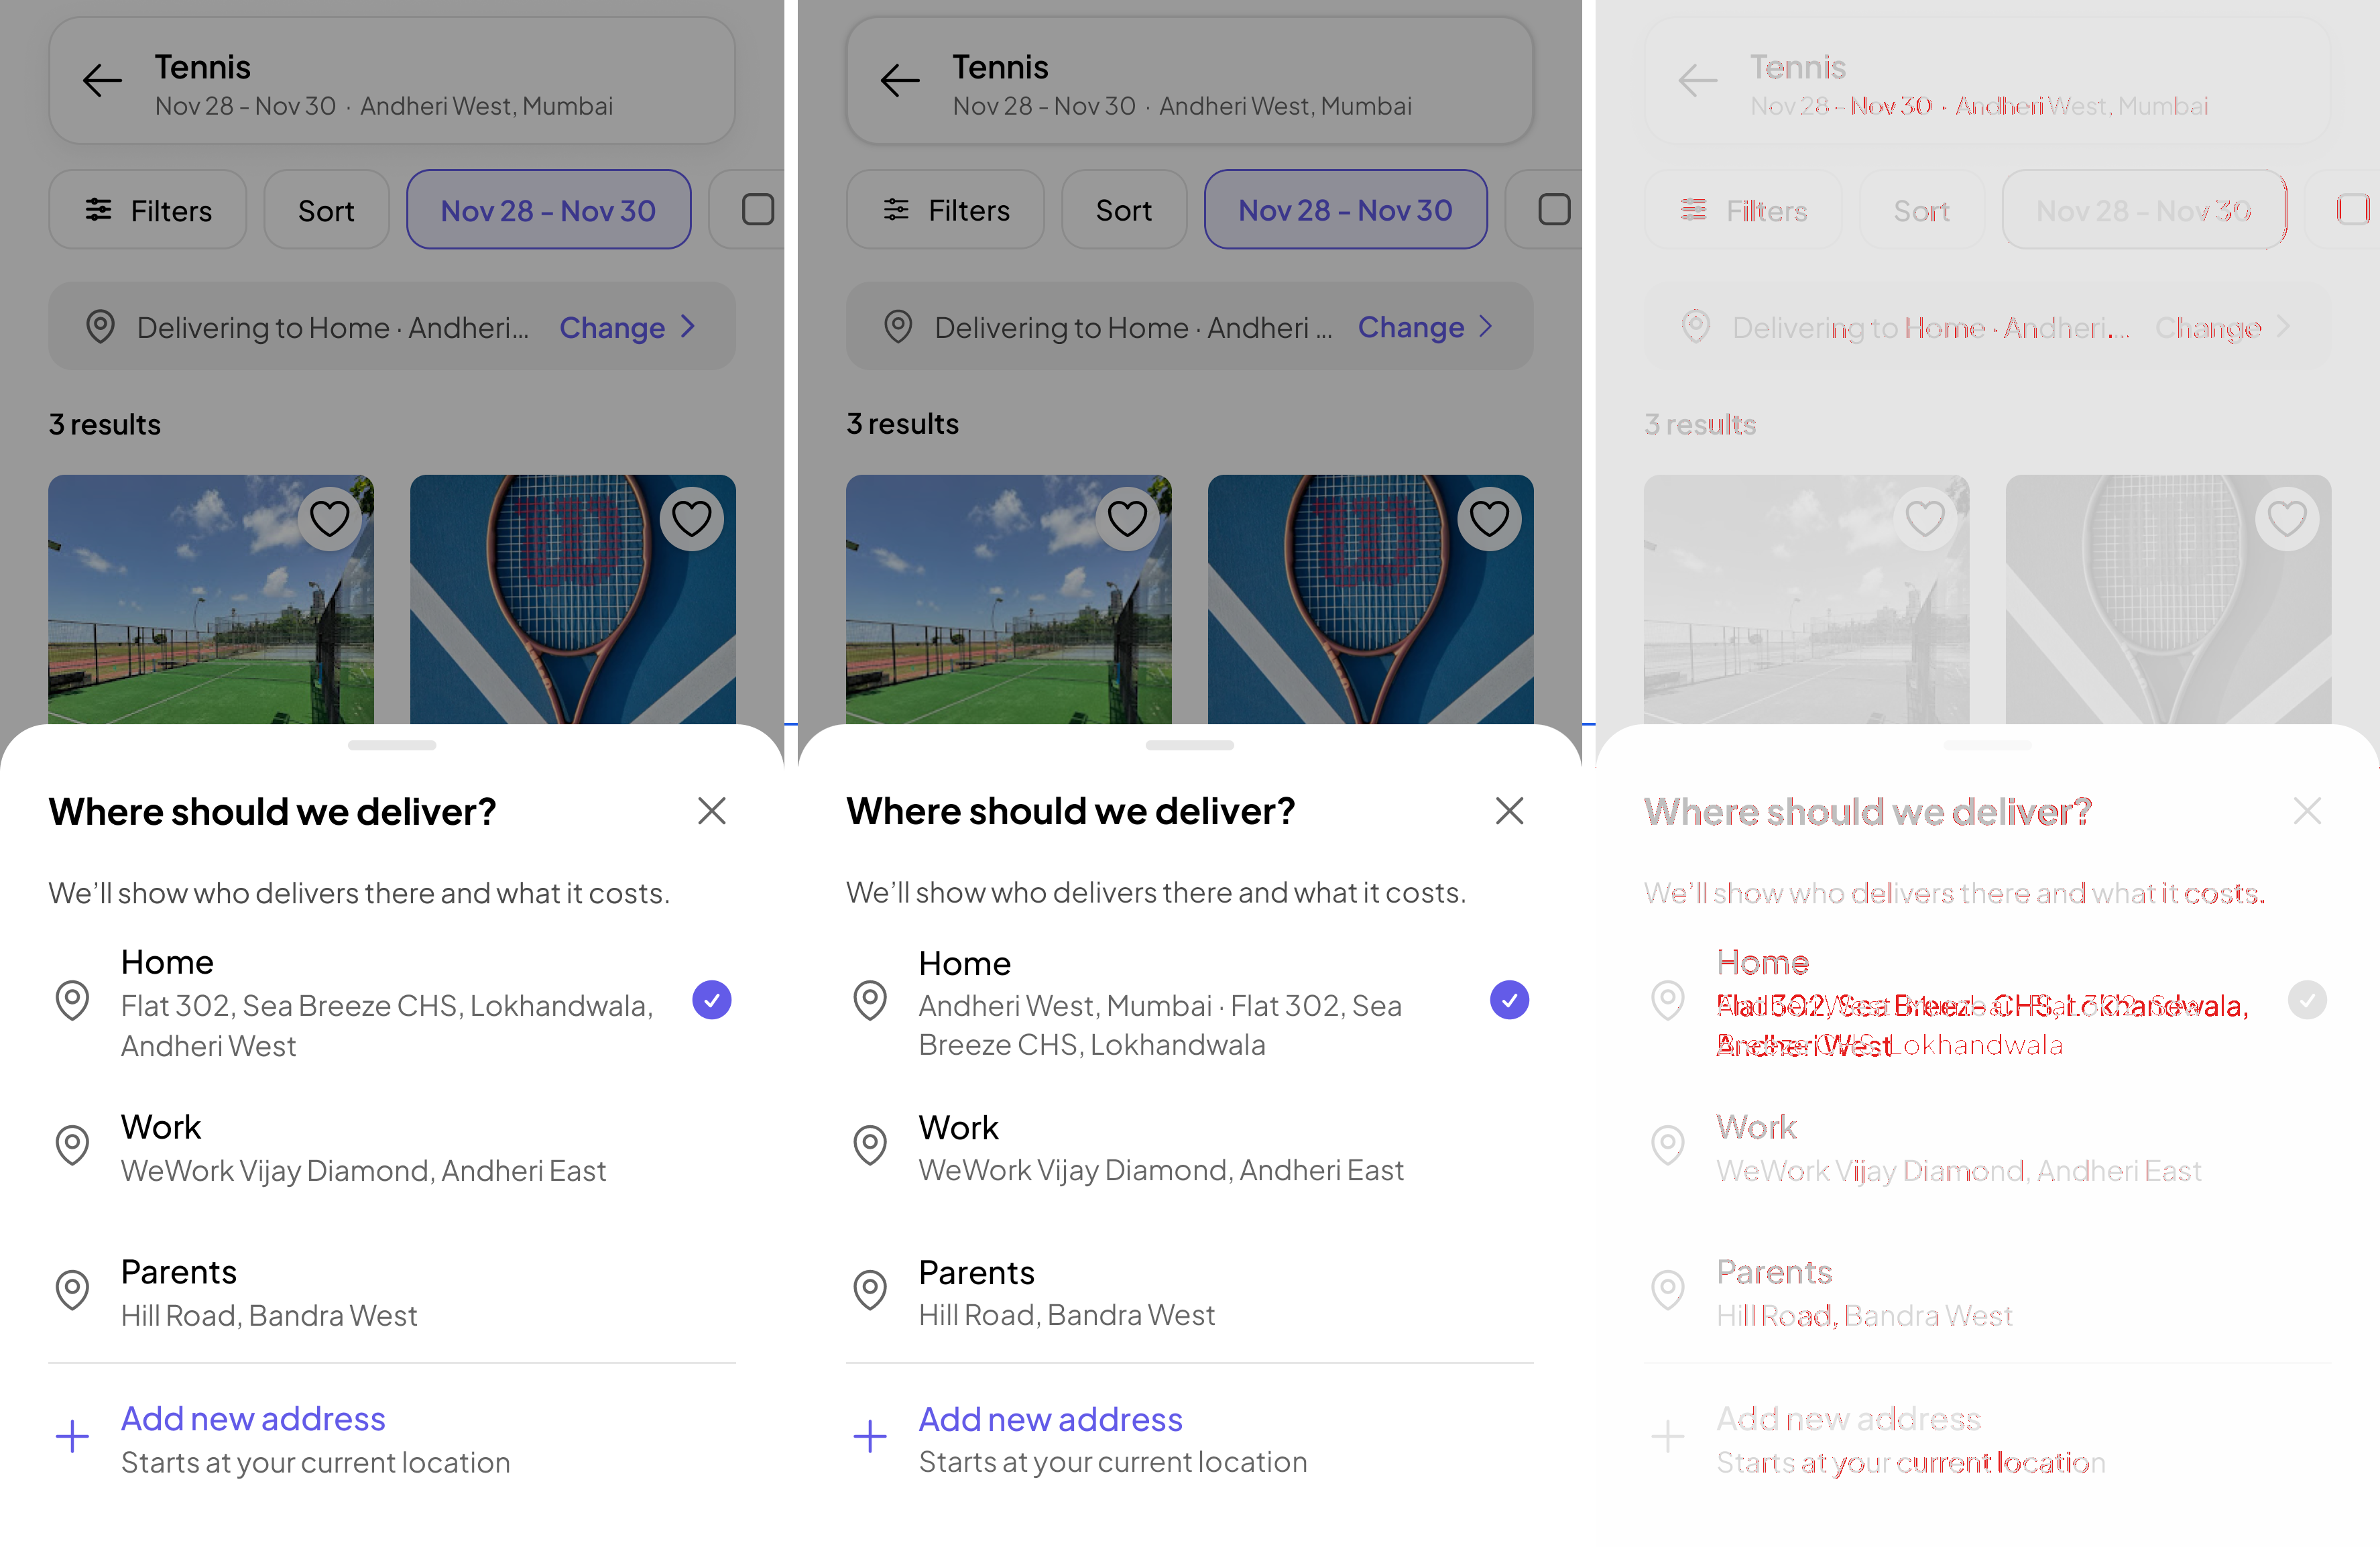 Tennis
Nov 28 - Nov 30 · Andheri West, Mumbai
Filters
Sort
Nov 28 – Nov 30
Delivering to Home · Andheri...
Change
3 results
Where should we deliver?
We’ll show who delivers there and what it costs.
Home
Flat 302, Sea Breeze CHS, Lokhandwala,
Andheri West
Work
WeWork Vijay Diamond, Andheri East
Parents
Hill Road, Bandra West
Add new address
Starts at your current location
Tennis
Nov 28 - Nov 30 · Andheri West, Mumbai
Filters
Sort
Nov 28 – Nov 30
Delivering to Home · Andheri ...
Change
3 results
Where should we deliver?
We’ll show who delivers there and what it costs.
Home
Andheri West, Mumbai · Flat 302, Sea
Breeze CHS, Lokhandwala
Work
WeWork Vijay Diamond, Andheri East
Parents
Hill Road, Bandra West
Add new address
Starts at your current location
Tennis
Nov 28 - Nov 30 · Andheri West, Mumbai
Filters
Sort
Nov 28 – Nov 30
Delivering to Home · Andheri...
Change
3 results
Where should we deliver?
We’ll show who delivers there and what it costs.
Home
Lokhandwala
Work
WeWork Vijay Diamond, Andheri East
Parents
Hill Road, Bandra West
Add new address
Starts at your current location